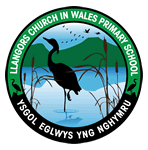 LLANGORS CHURCH IN WALES PRIMARY SCHOOL
YSGOL EGLWYS YNG NGHYMRU